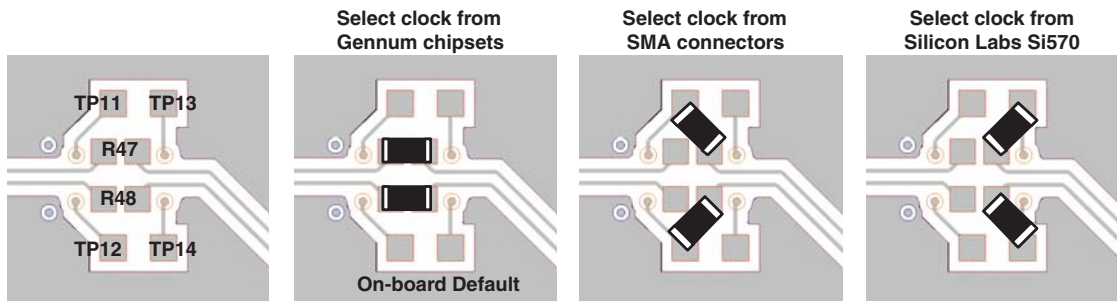 Select clock from
Gennum chipsets
Select clock from
SMA connectors
Select clock from
Silicon Labs Si570
TP11 TP13
R47
R48
TP12 TP14
On-board Default